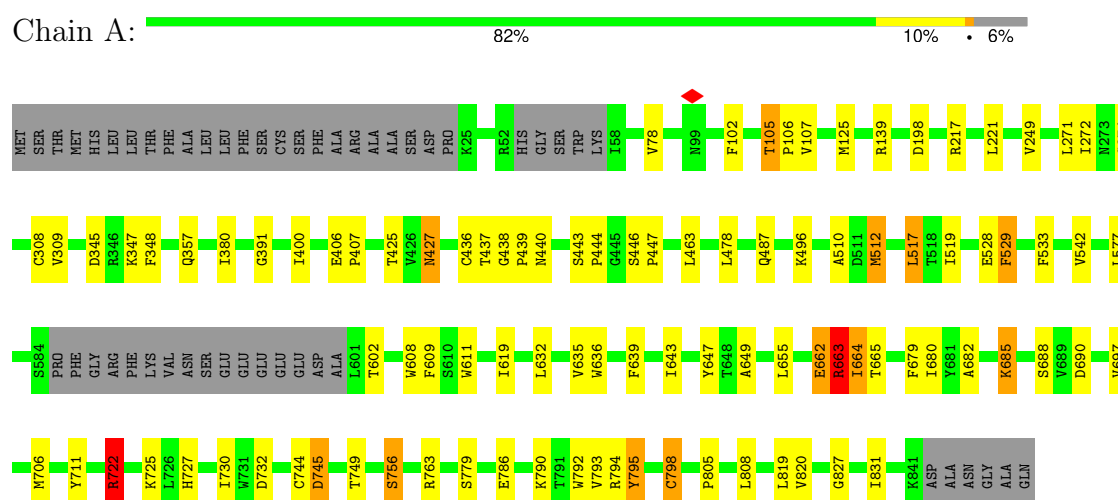 Chain A:
82% 10% • 6%
MET SER THR MET HIS LEU LEU THR PHE ALA LEU LEU PHE SER CYS SER PHE ALA ARG ALA ALA SER ASP PRO K25 R52 HIS GLY SER TRP LYS I58 V78 N99 F102 T105 P106 V107 M125 R139 D198 R217 L221 V249 L271 I272 N273
C308 V309 D345 R346 K347 F348 Q357 I380 G391 I400 E406 P407 T425 V426 N427 C436 T437 G438 P439 N440 S443 P444 G445 S446 P447 L463 L478 Q487 K496 A510 D511 M512 L517 T518 I519 E528 F529 F533 V542 L577
S584 PRO PHE GLY ARG PHE LYS VAL ASN SER GLU GLU GLU GLU GLU ASP ALA L601 T602 W608 F609 S610 W611 I619 L632 V635 W636 F639 I643 Y647 T648 A649 L655 E662 R663 I664 T665 F679 I680 Y681 A682 K685 S688 V689 D690 V697
M706 Y711 R722 K725 L726 H727 I730 W731 D732 C744 D745 T749 S756 R763 S779 E786 K790 T791 W792 V793 R794 Y795 C798 P805 L808 L819 V820 G827 I831 K841 ASP ALA ASN GLY ALA GLN